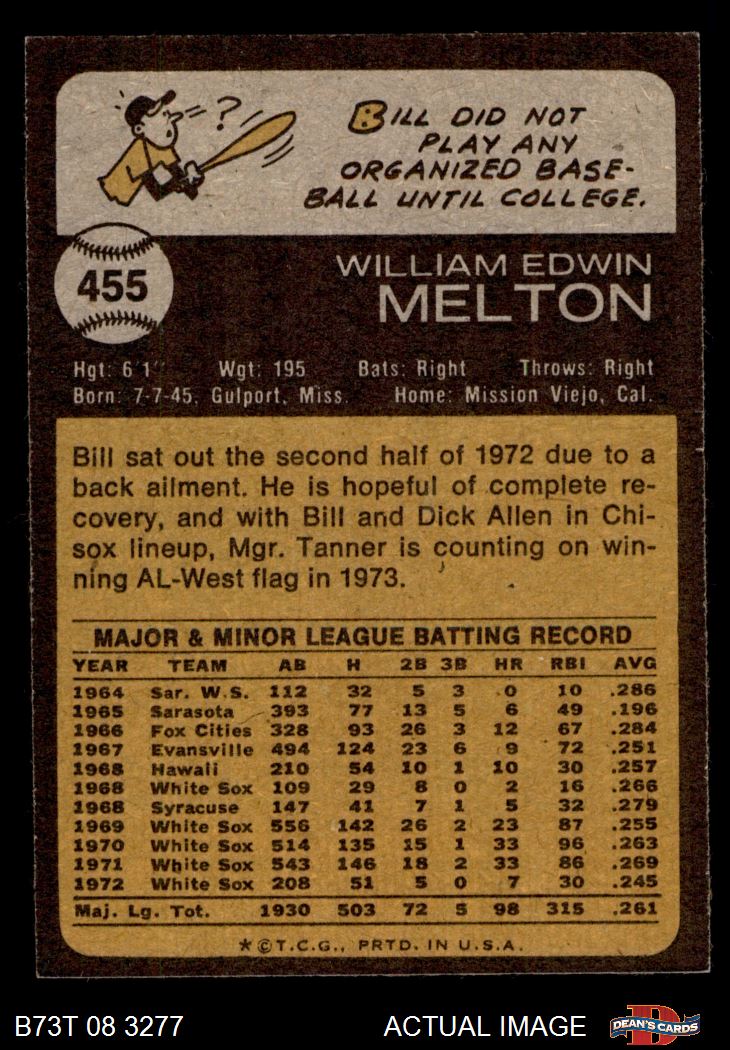 ?
BILL DID NOT
PLAY ANY
ORGANIZED BASE-
BALL UNTIL COLLEGE.
455
WILLIAM EDWIN
MELTON
Hgt: 6'1" Wgt: 195 Bats: Right Throws: Right
Born: 7-7-45, Gulport, Miss. Home: Mission Viejo, Cal.
Bill sat out the second half of 1972 due to a
back ailment. He is hopeful of complete re-
covery, and with Bill and Dick Allen in Chi-
sox lineup, Mgr. Tanner is counting on win-
ning AL-West flag in 1973.
MAJOR & MINOR LEAGUE BATTING RECORD
YEAR TEAM AB H 2B 3B HR RBI AVG
1964 Sar. W.S. 112 32 5 3 0 10 .286
1965 Sarasota 393 77 13 5 6 49 .196
1966 Fox Cities 328 93 26 3 12 67 .284
1967 Evansville 494 124 23 6 9 72 .251
1968 Hawaii 210 54 10 1 10 30 .257
1968 White Sox 109 29 8 0 2 16 .266
1968 Syracuse 147 41 7 1 5 32 .279
1969 White Sox 556 142 26 2 23 87 .255
1970 White Sox 514 135 15 1 33 96 .263
1971 White Sox 543 146 18 2 33 86 .269
1972 White Sox 208 51 5 0 7 30 .245
Maj. Lg. Tot. 1930 503 72 5 98 315 .261
*©T.C.G., PRTD. IN U.S.A.
B73T 08 3277 ACTUAL IMAGE D DEAN'S CARDS